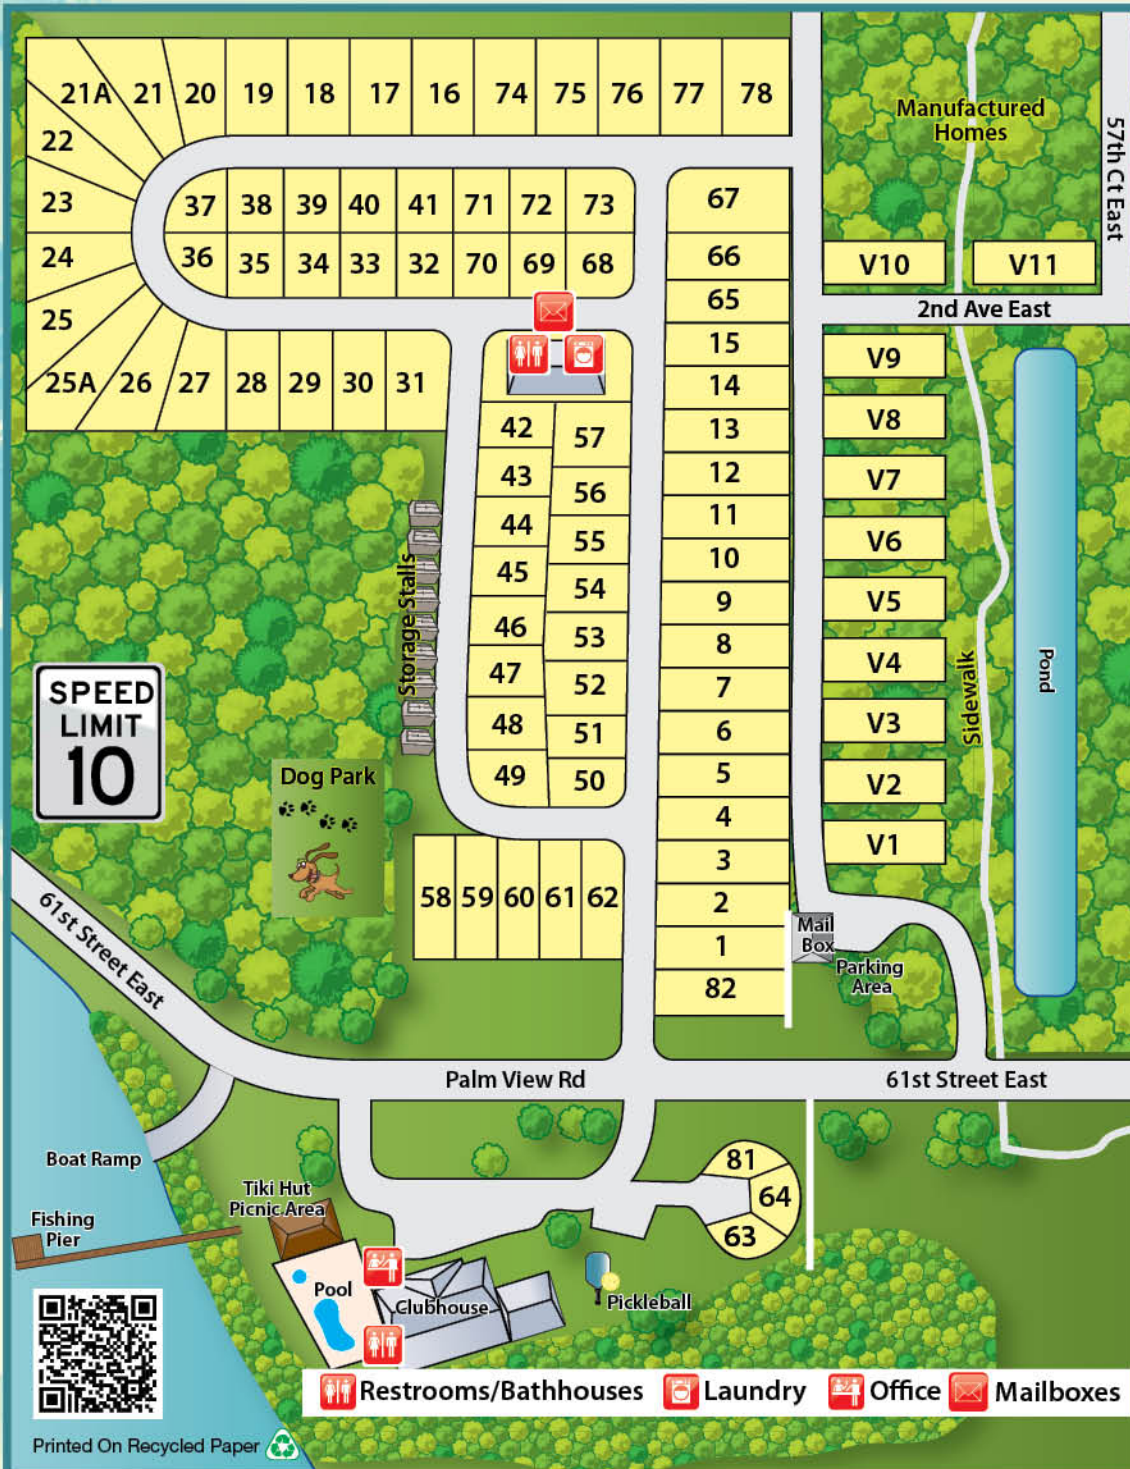 21A
21
20
19
18
17
16
74
75
76
77
78
22
23
24
25
25A
26
27
28
29
30
31
37
38
39
40
41
71
72
73
36
35
34
33
32
70
69
68
67
66
65
15
14
13
12
11
10
9
8
7
6
5
4
3
2
1
82
42
43
44
45
46
47
48
49
57
56
55
54
53
52
51
50
58
59
60
61
62
Manufactured
Homes
57th Ct East
V10
V11
2nd Ave East
V9
V8
V7
V6
V5
V4
V3
V2
V1
Sidewalk
Pond
Storage Stalls
SPEED
LIMIT
10
Dog Park
Mail
Box
Parking
Area
61st Street East
Palm View Rd
61st Street East
Boat Ramp
Fishing
Pier
Tiki Hut
Picnic Area
Pool
Clubhouse
Pickleball
81
64
63
Restrooms/Bathhouses
Laundry
Office
Mailboxes
Printed On Recycled Paper